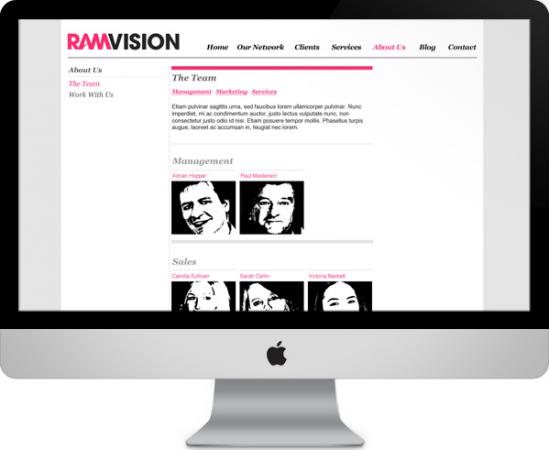 RAMVISION
Home Our Network Clients Services About Us Blog Contact
About Us
The Team
Work With Us
The Team
Management Marketing Services
Etiam pulvinar sagittis urna, sed faucibus lorem ullamcorper pulvinar. Nunc
imperdiet, mi ac condimentum auctor, justo lectus vulputate nunc, non
consectetur justo odio id nisi. Etiam posuere tempor mollis. Phasellus turpis
augue, laoreet ac accumsan in, feugiat nec lorem.
Management
Adrian Hopper Paul Masterson
Sales
Camilla Sullivan Sarah Carlin Victoria Beckett